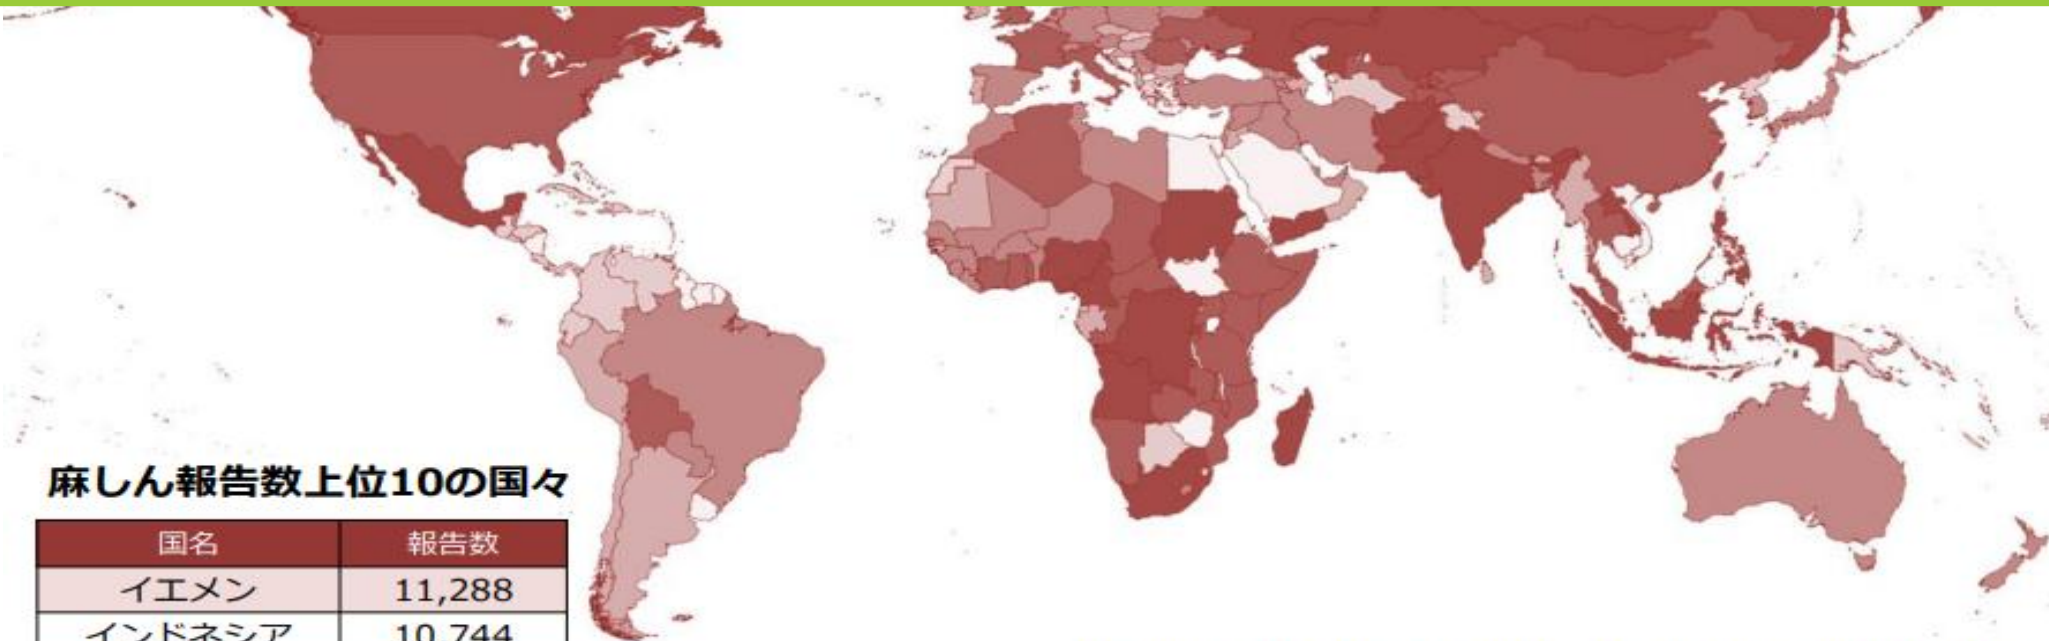 麻しん報告数上位10の国々
国名 報告数
イエメン 11,288
インドネシア 10,744